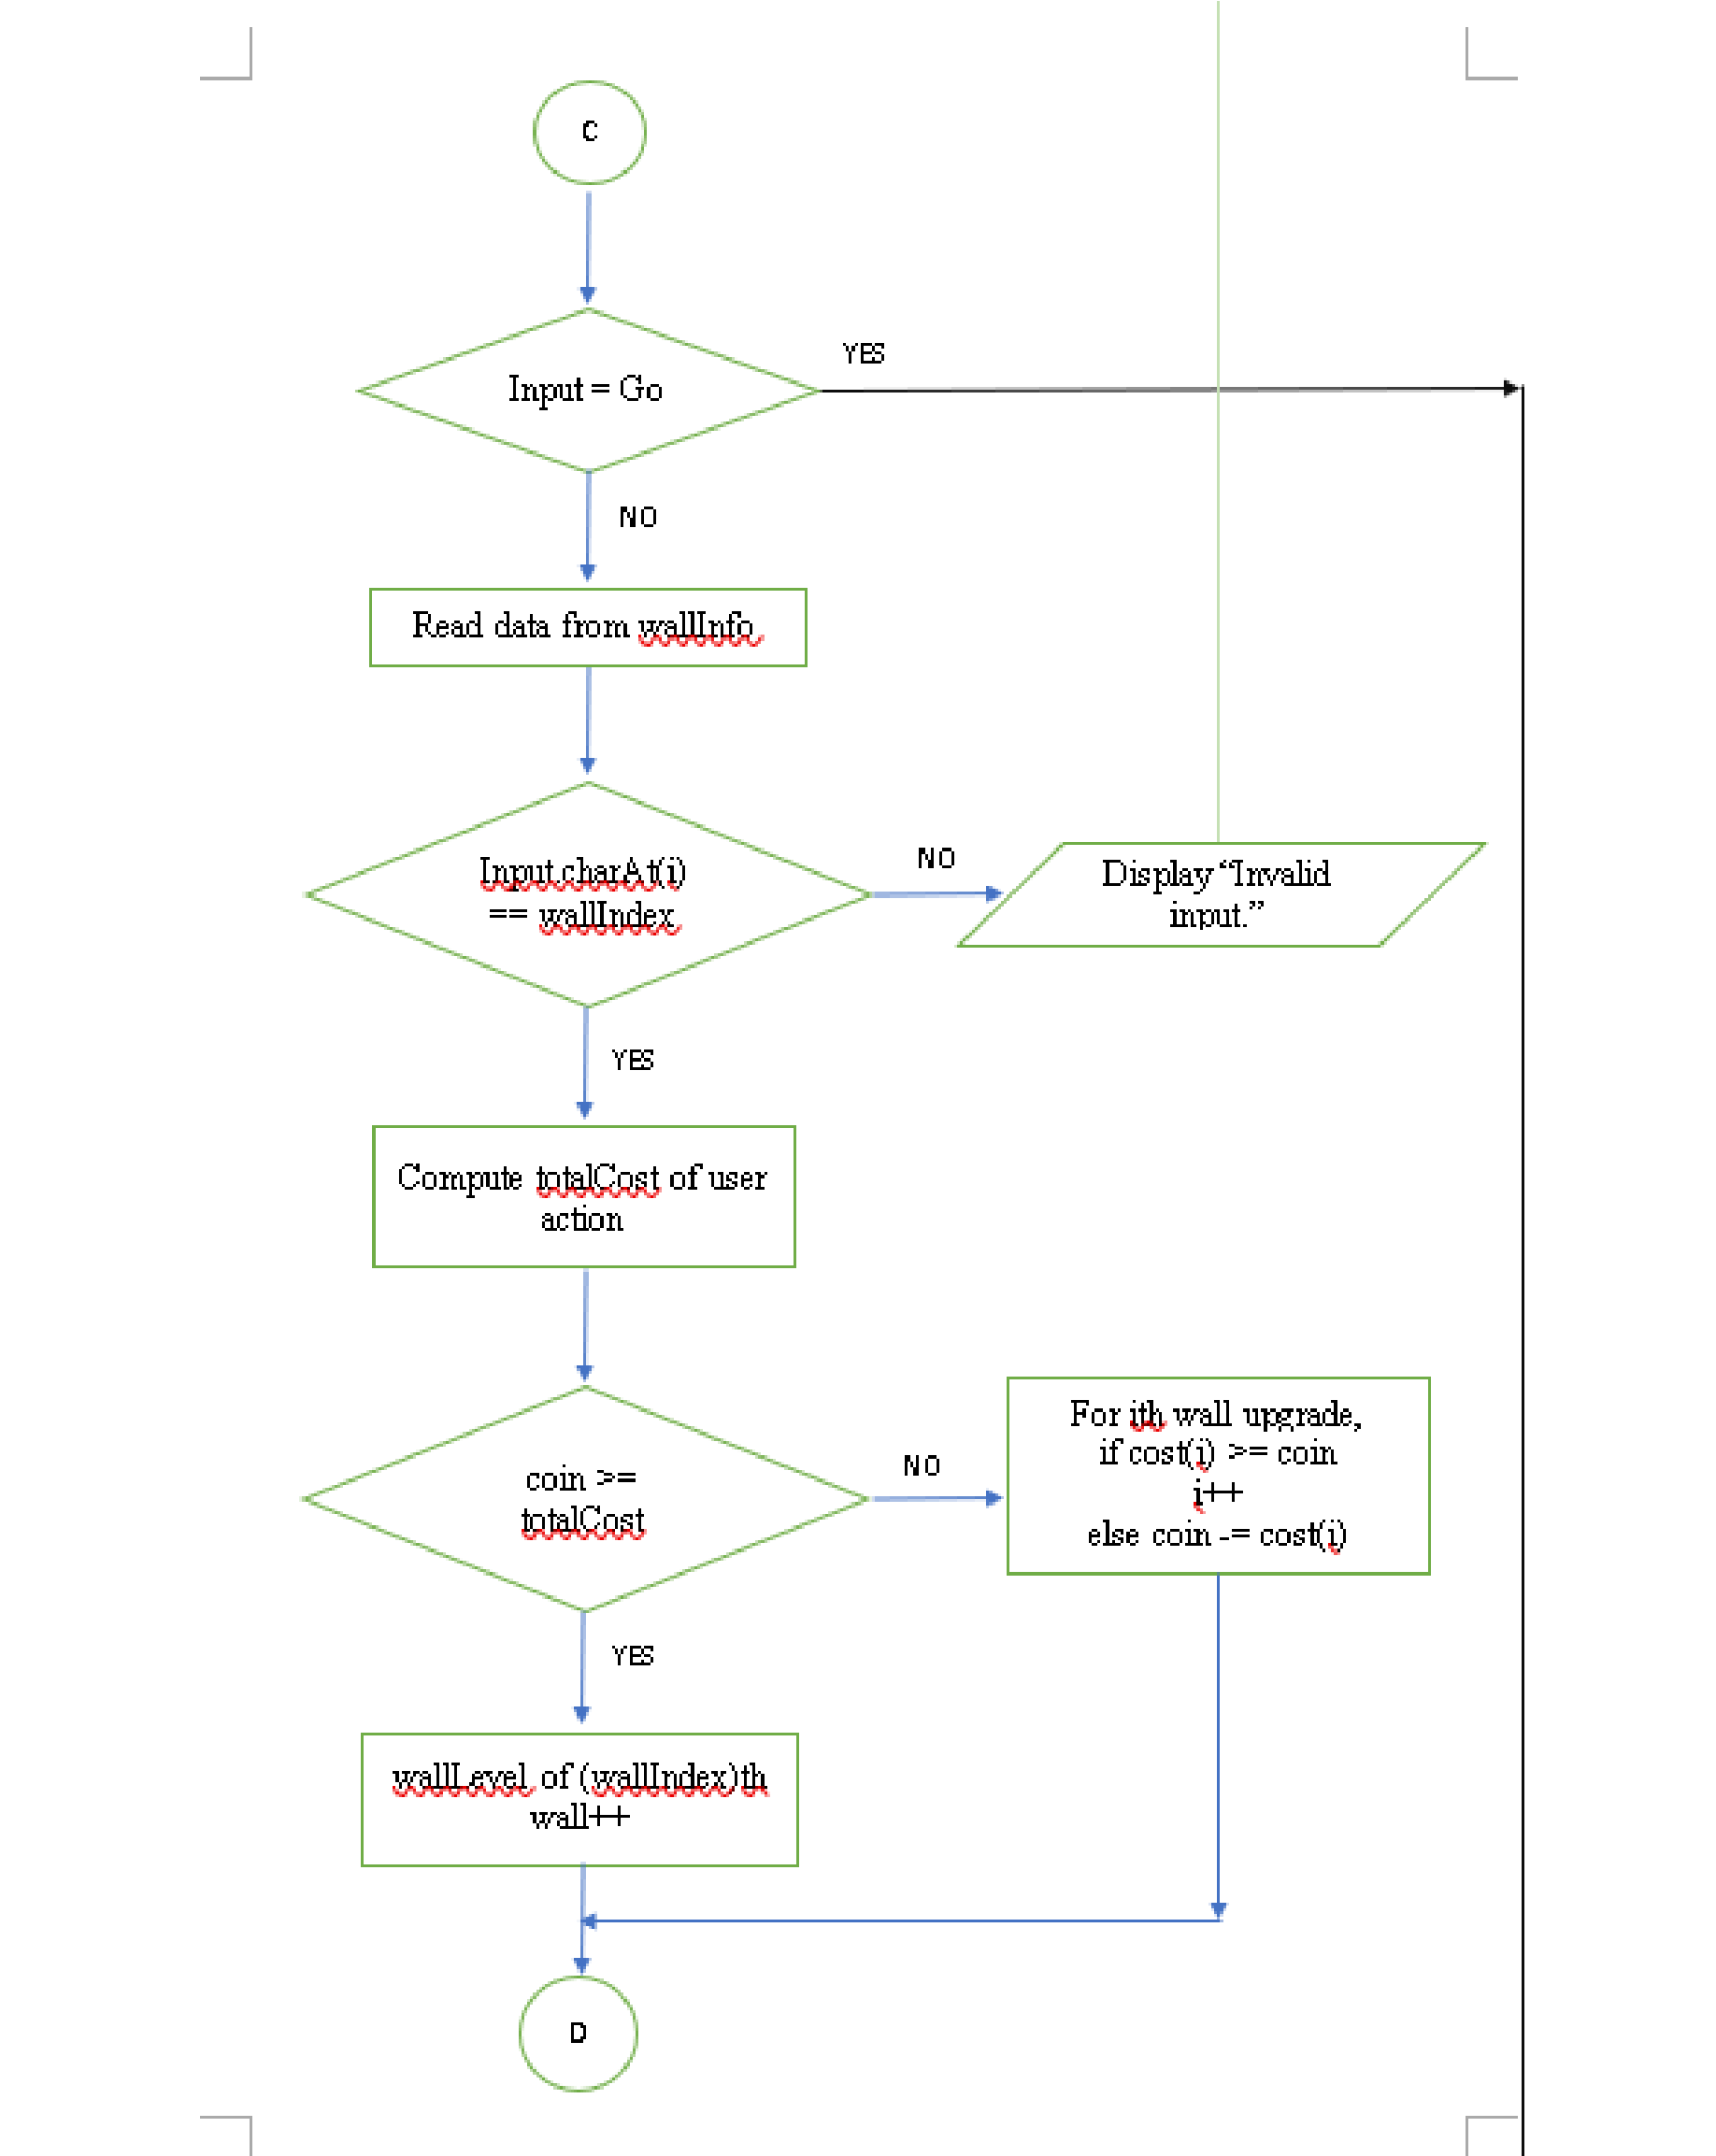 C
YES
Input = Go
NO
Read data from wallInfo
Input.charAt(i)
== wallIndex
NO
Display “Invalid
input.”
YES
Compute totalCost of user
action
coin >=
totalCost
NO
For ith wall upgrade,
if cost(i) >= coin
i++
else coin -= cost(i)
YES
wallLevel of (wallIndex)th
wall++
D